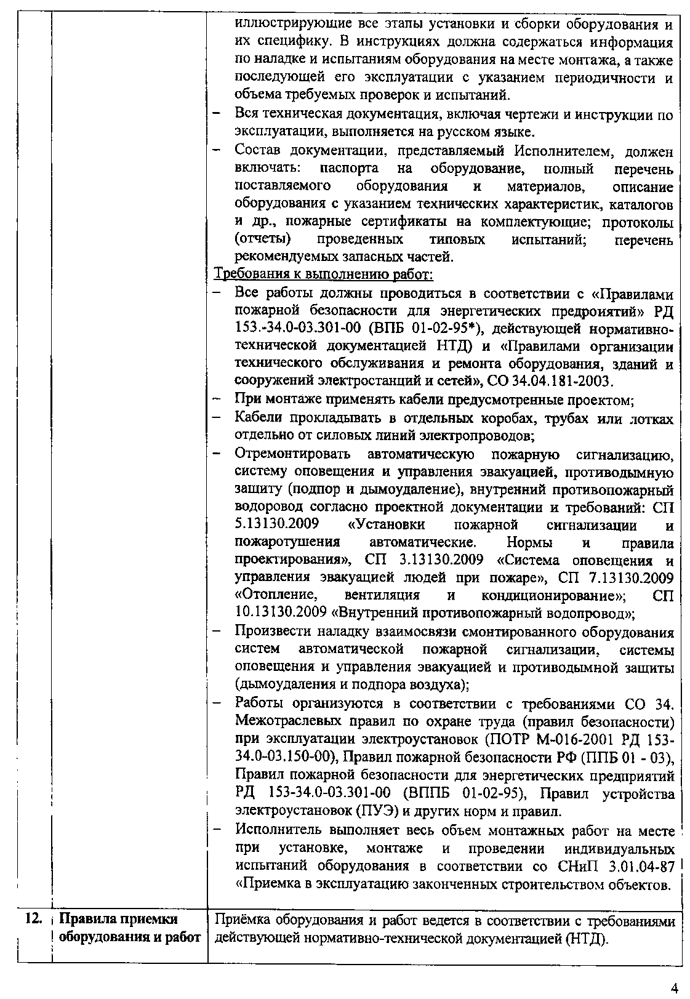 иллюстрирующие все этапы установки и сборки оборудования и
их специфику. В инструкциях должна содержаться информация
по наладке и испытаниям оборудования на месте монтажа, а также
последующей его эксплуатации с указанием периодичности и
объема требуемых проверок и испытаний.
– Вся техническая документация, включая чертежи и инструкции по
эксплуатации, выполняется на русском языке.
– Состав документации, представляемый Исполнителем, должен
включать: паспорта на оборудование, полный перечень
поставляемого оборудования и материалов, описание
оборудования с указанием технических характеристик, каталогов
и др., пожарные сертификаты на комплектующие; протоколы
(отчеты) проведенных типовых испытаний; перечень
рекомендуемых запасных частей.
Требования к выполнению работ:
– Все работы должны проводиться в соответствии с «Правилами
пожарной безопасности для энергетических предроиятий» РД
153.-34.0-03.301-00 (ВПБ 01-02-95*), действующей нормативно-
технической документацией НТД) и «Правилами организации
технического обслуживания и ремонта оборудования, зданий и
сооружений электростанций и сетей», СО 34.04.181-2003.
– При монтаже применять кабели предусмотренные проектом;
– Кабели прокладывать в отдельных коробах, трубах или лотках
отдельно от силовых линий электропроводов;
– Отремонтировать автоматическую пожарную сигнализацию,
систему оповещения и управления эвакуацией, противодымную
защиту (подпор и дымоудаление), внутренний противопожарный
водоровод согласно проектной документации и требований: СП
5.13130.2009 «Установки пожарной сигнализации и
пожаротушения автоматические. Нормы и правила
проектирования», СП 3.13130.2009 «Система оповещения и
управления эвакуацией людей при пожаре», СП 7.13130.2009
«Отопление, вентиляция и кондиционирование»; СП
10.13130.2009 «Внутренний противопожарный водопровод»;
– Произвести наладку взаимосвязи смонтированного оборудования
систем автоматической пожарной сигнализации, системы
оповещения и управления эвакуацией и противодымной защиты
(дымоудаления и подпора воздуха);
– Работы организуются в соответствии с требованиями СО 34.
Межотраслевых правил по охране труда (правил безопасности)
при эксплуатации электроустановок (ПОТР М-016-2001 РД 153-
34.0-03.150-00), Правил пожарной безопасности РФ (ППБ 01 - 03),
Правил пожарной безопасности для энергетических предприятий
РД 153-34.0-03.301-00 (ВППБ 01-02-95), Правил устройства
электроустановок (ПУЭ) и других норм и правил.
– Исполнитель выполняет весь объем монтажных работ на месте
при установке, монтаже и проведении индивидуальных
испытаний оборудования в соответствии со СНиП 3.01.04-87
«Приемка в эксплуатацию законченных строительством объектов.
12. Правила приемки
оборудования и работ
Приёмка оборудования и работ ведется в соответствии с требованиями
действующей нормативно-технической документацией (НТД).
4